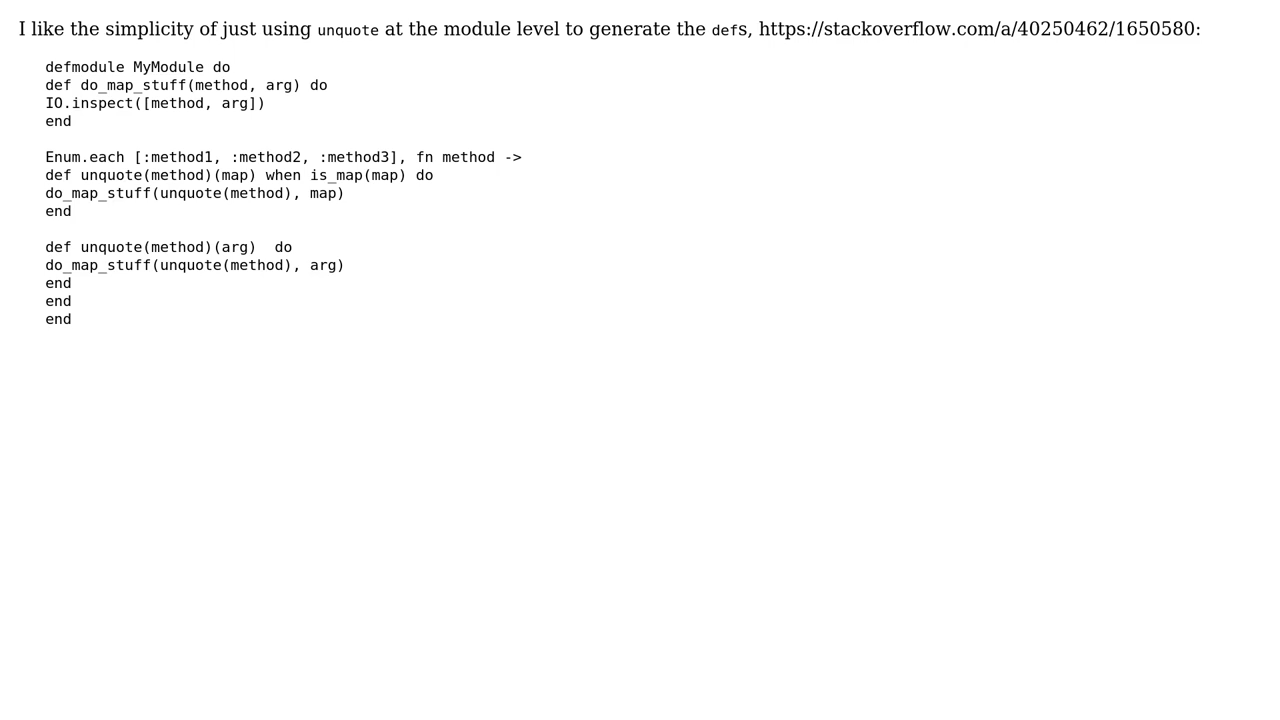 I like the simplicity of just using unquote at the module level to generate the defs, https://stackoverflow.com/a/40250462/1650580:
defmodule MyModule do
def do_map_stuff(method, arg) do
IO.inspect([method, arg])
end
Enum.each [:method1, :method2, :method3], fn method ->
def unquote(method)(map) when is_map(map) do
do_map_stuff(unquote(method), map)
end
def unquote(method)(arg)  do
do_map_stuff(unquote(method), arg)
end
end
end